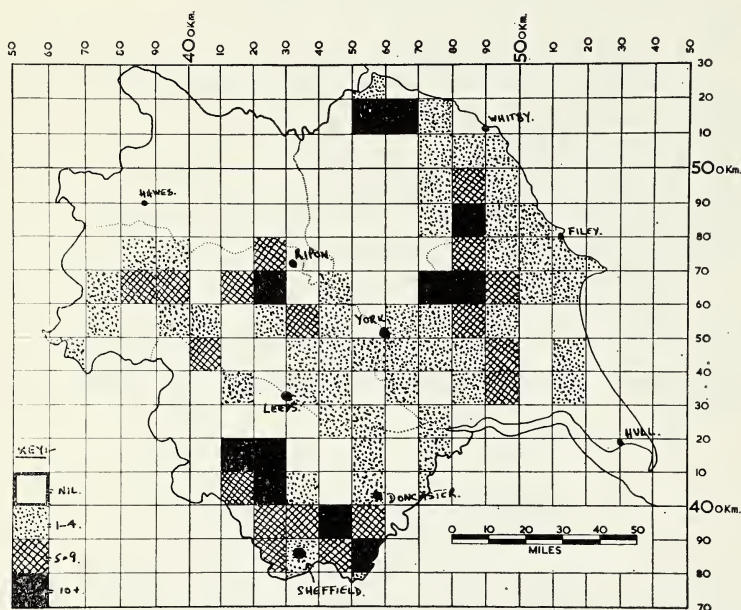 50 60 70 80 90 400Km. 10 20 30 40 50 60 70 80 90 500Km. 10 20 30 40 50
30
20
WHITBY.
10
500Km.
HAWES.
90
FILEY.
80
RIPON
70
60
YORK
50
40
LEEDS.
30
HULL.
20
KEY:-
10
= NIL.
DONCASTER.
400Km.
= 1-4.
90
0 10 20 30 40 50
MILES
= 5-9.
80
= 10+.
SHEFFIELD.
70